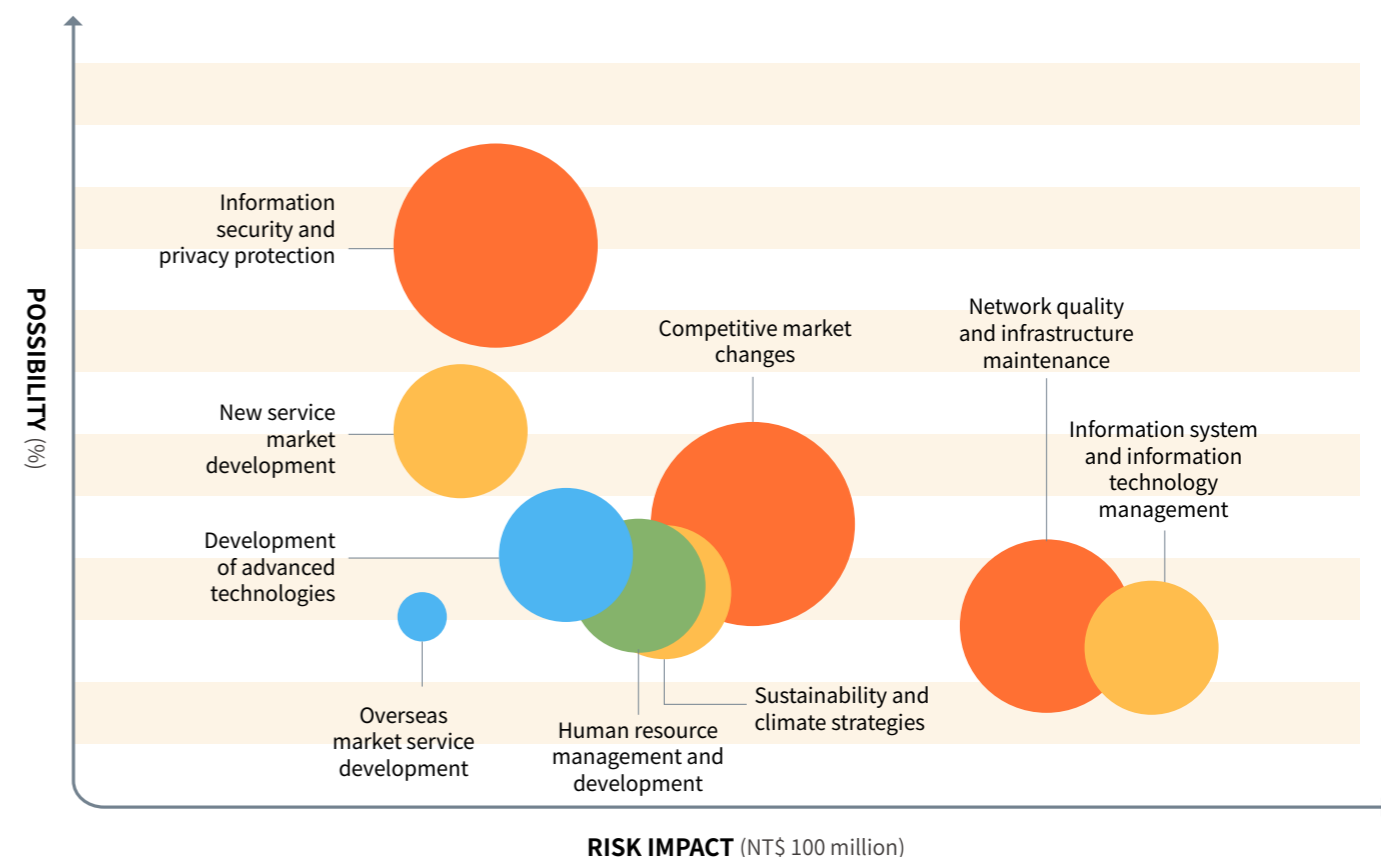 Information
security and
privacy protection
Competitive market
changes
Network quality
and infrastructure
maintenance
POSSIBILITY (%)
New service
market
development
Information system
and information
technology
management
Development
of advanced
technologies
Overseas
market service
development
Human resource
management and
development
Sustainability and
climate strategies
RISK IMPACT (NT$ 100 million)